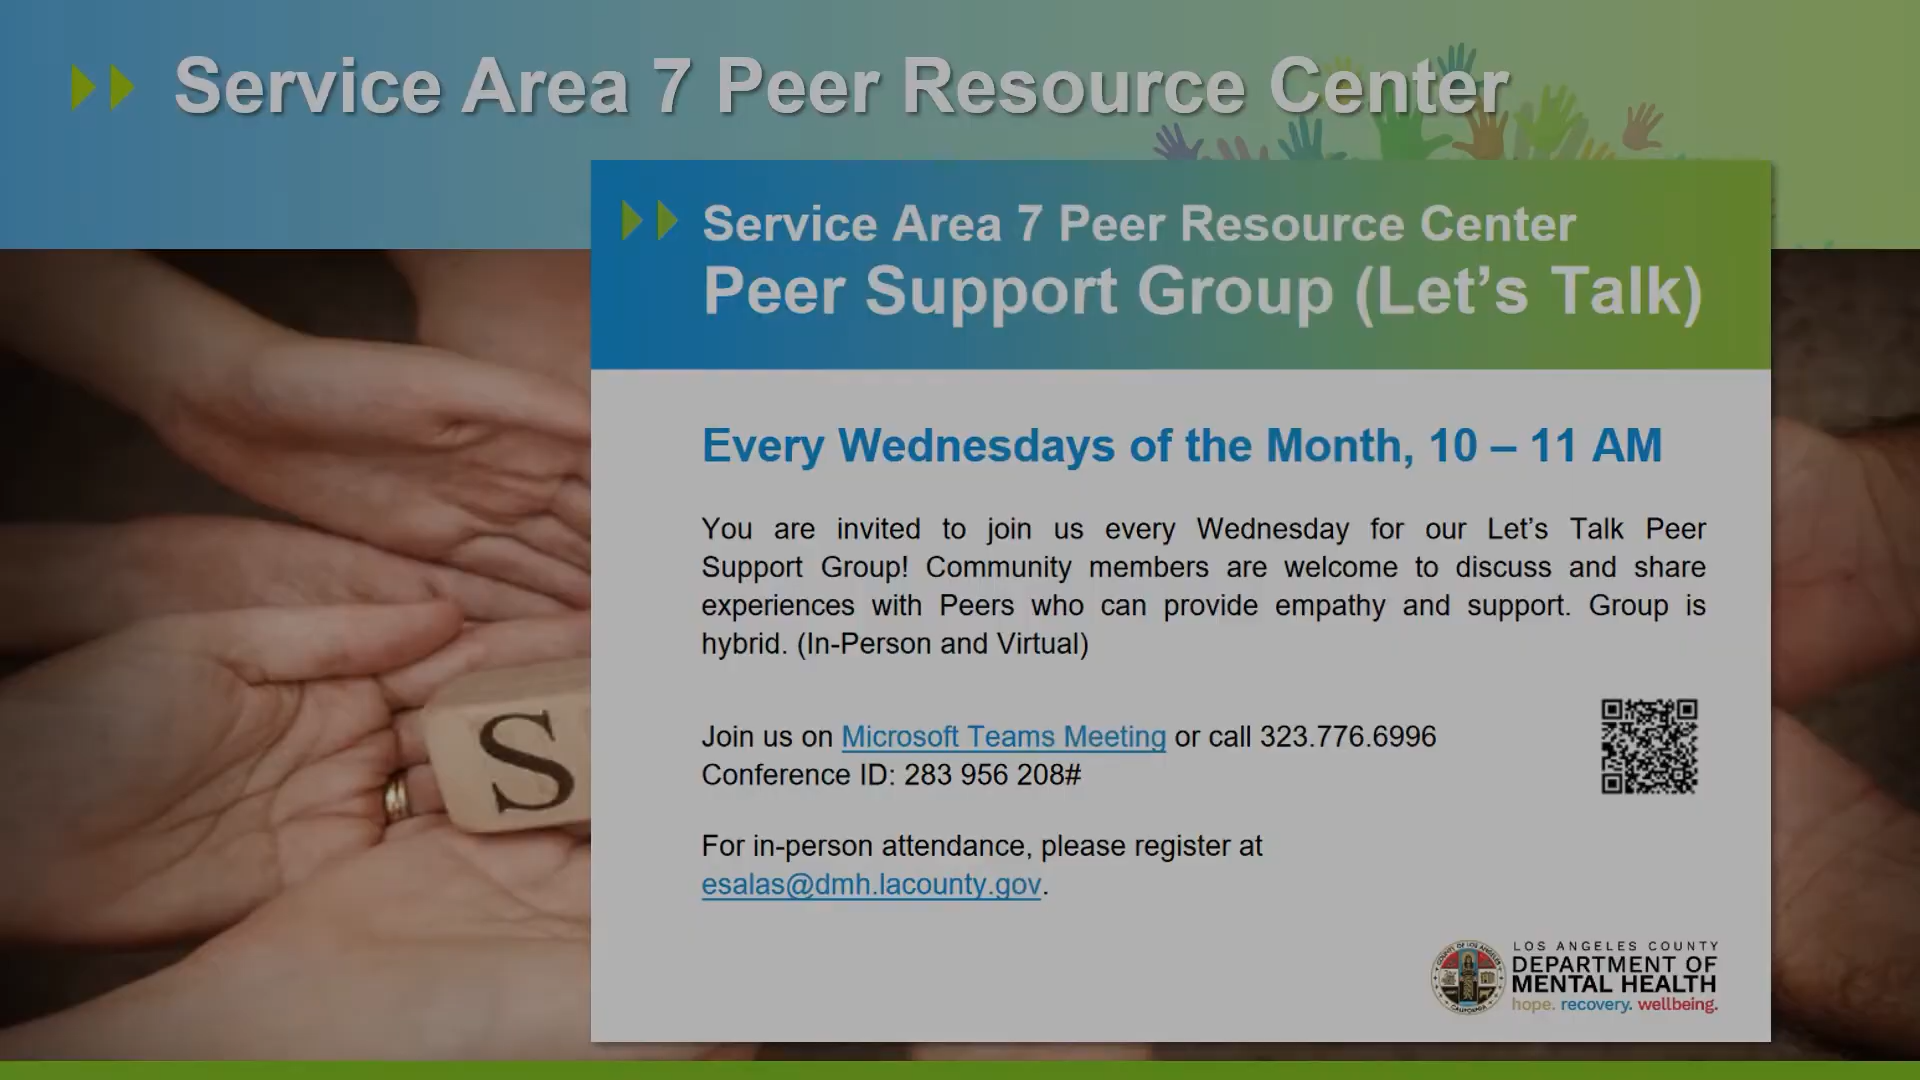 Service Area 7 Peer Resource Center
Service Area 7 Peer Resource Center
Peer Support Group (Let’s Talk)
Every Wednesdays of the Month, 10 – 11 AM
You are invited to join us every Wednesday for our Let’s Talk Peer
Support Group! Community members are welcome to discuss and share
experiences with Peers who can provide empathy and support. Group is
hybrid. (In-Person and Virtual)
Join us on Microsoft Teams Meeting or call 323.776.6996
Conference ID: 283 956 208#
For in-person attendance, please register at
esalas@dmh.lacounty.gov.
S
LOS ANGELES COUNTY
DEPARTMENT OF
MENTAL HEALTH
hope. recovery. wellbeing.